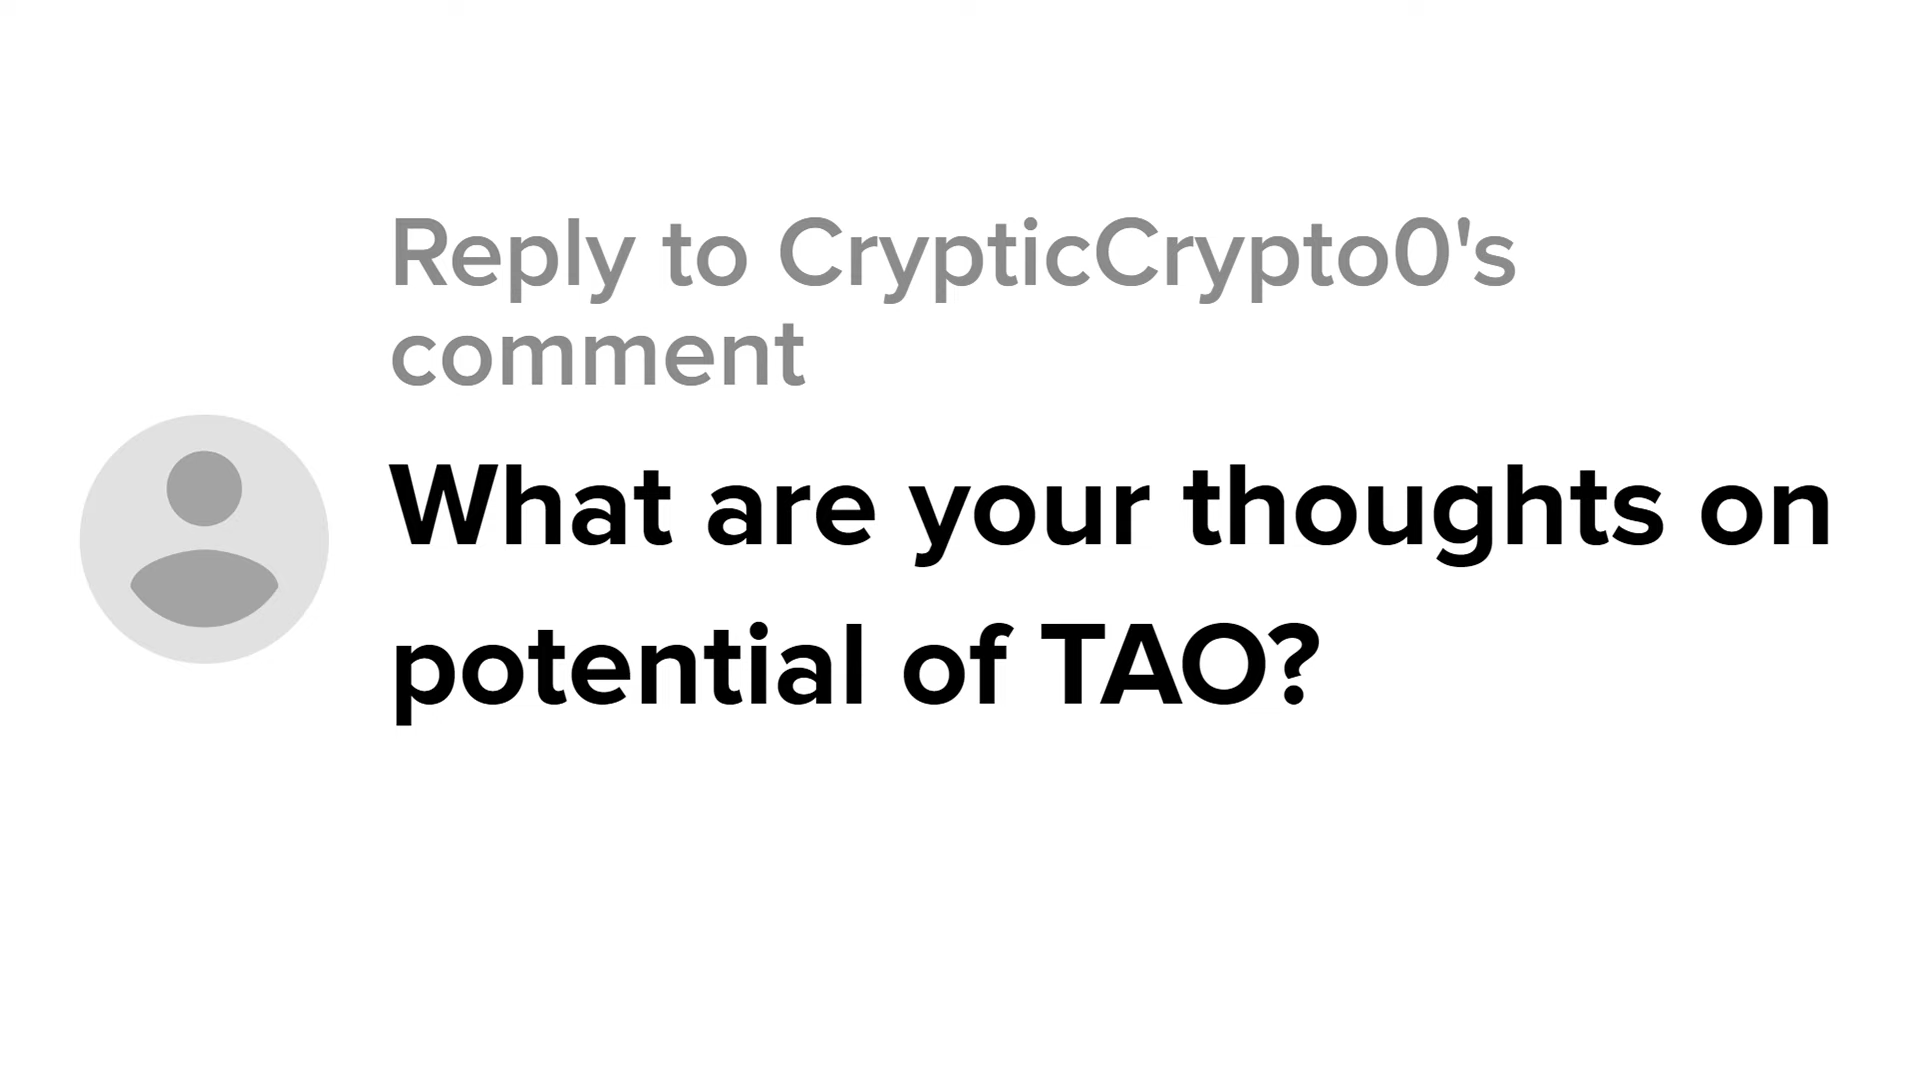 Reply to CrypticCrypto0's
comment
What are your thoughts on
potential of TAO?